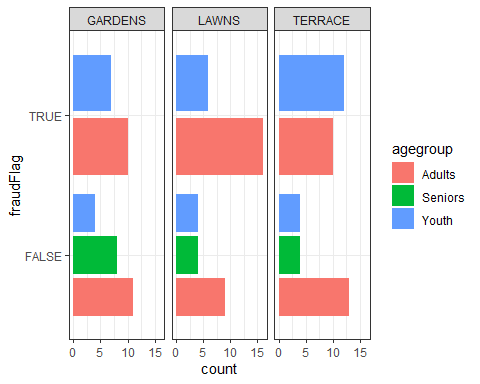 GARDENS LAWNS TERRACE
TRUE
FALSE
fraudFlag
0 5 10 15 0 5 10 15 0 5 10 15
count
agegroup
Adults
Seniors
Youth